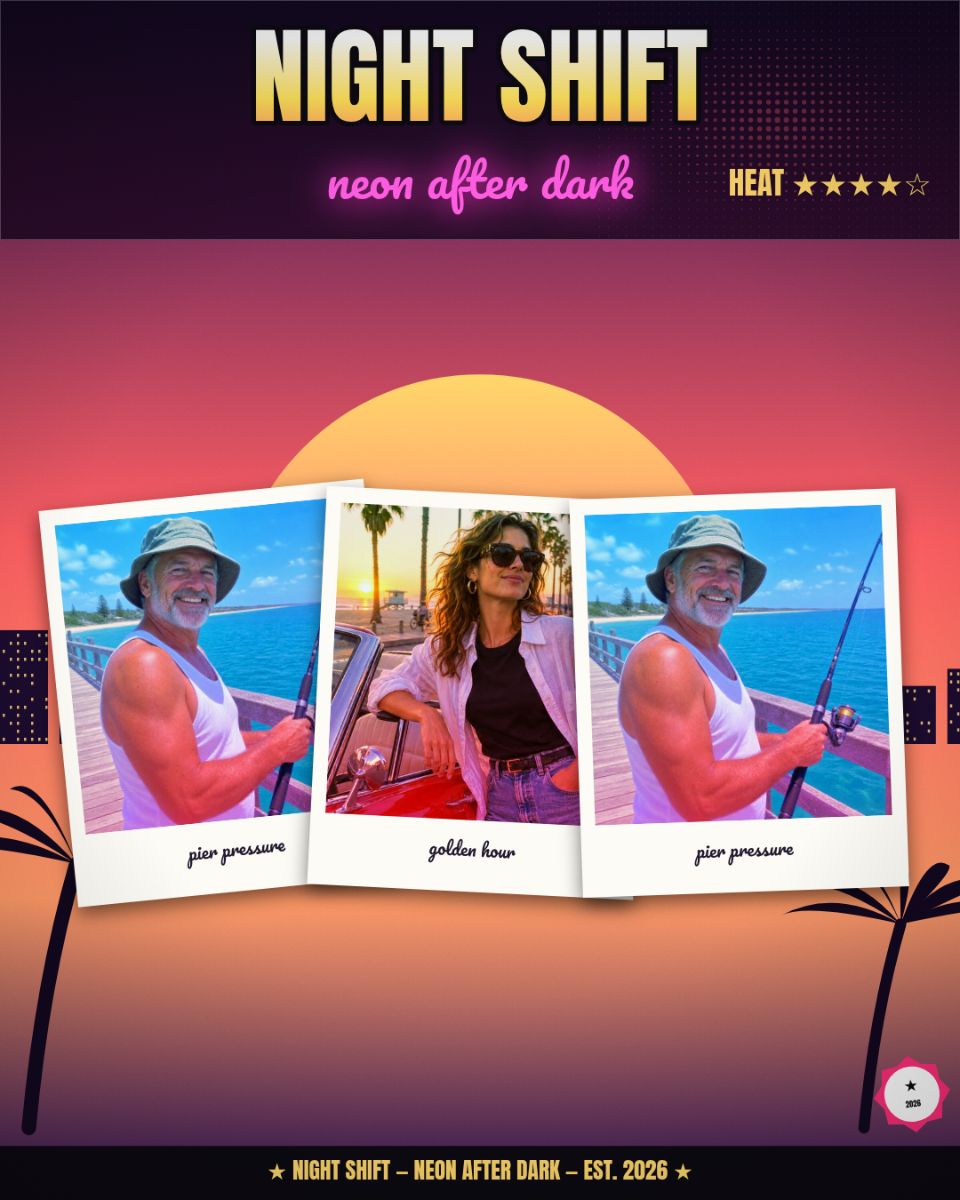 NIGHT SHIFT
neon after dark
HEAT ★★★★☆
pier pressure
golden hour
pier pressure
★
2026
★ NIGHT SHIFT – NEON AFTER DARK – EST. 2026 ★